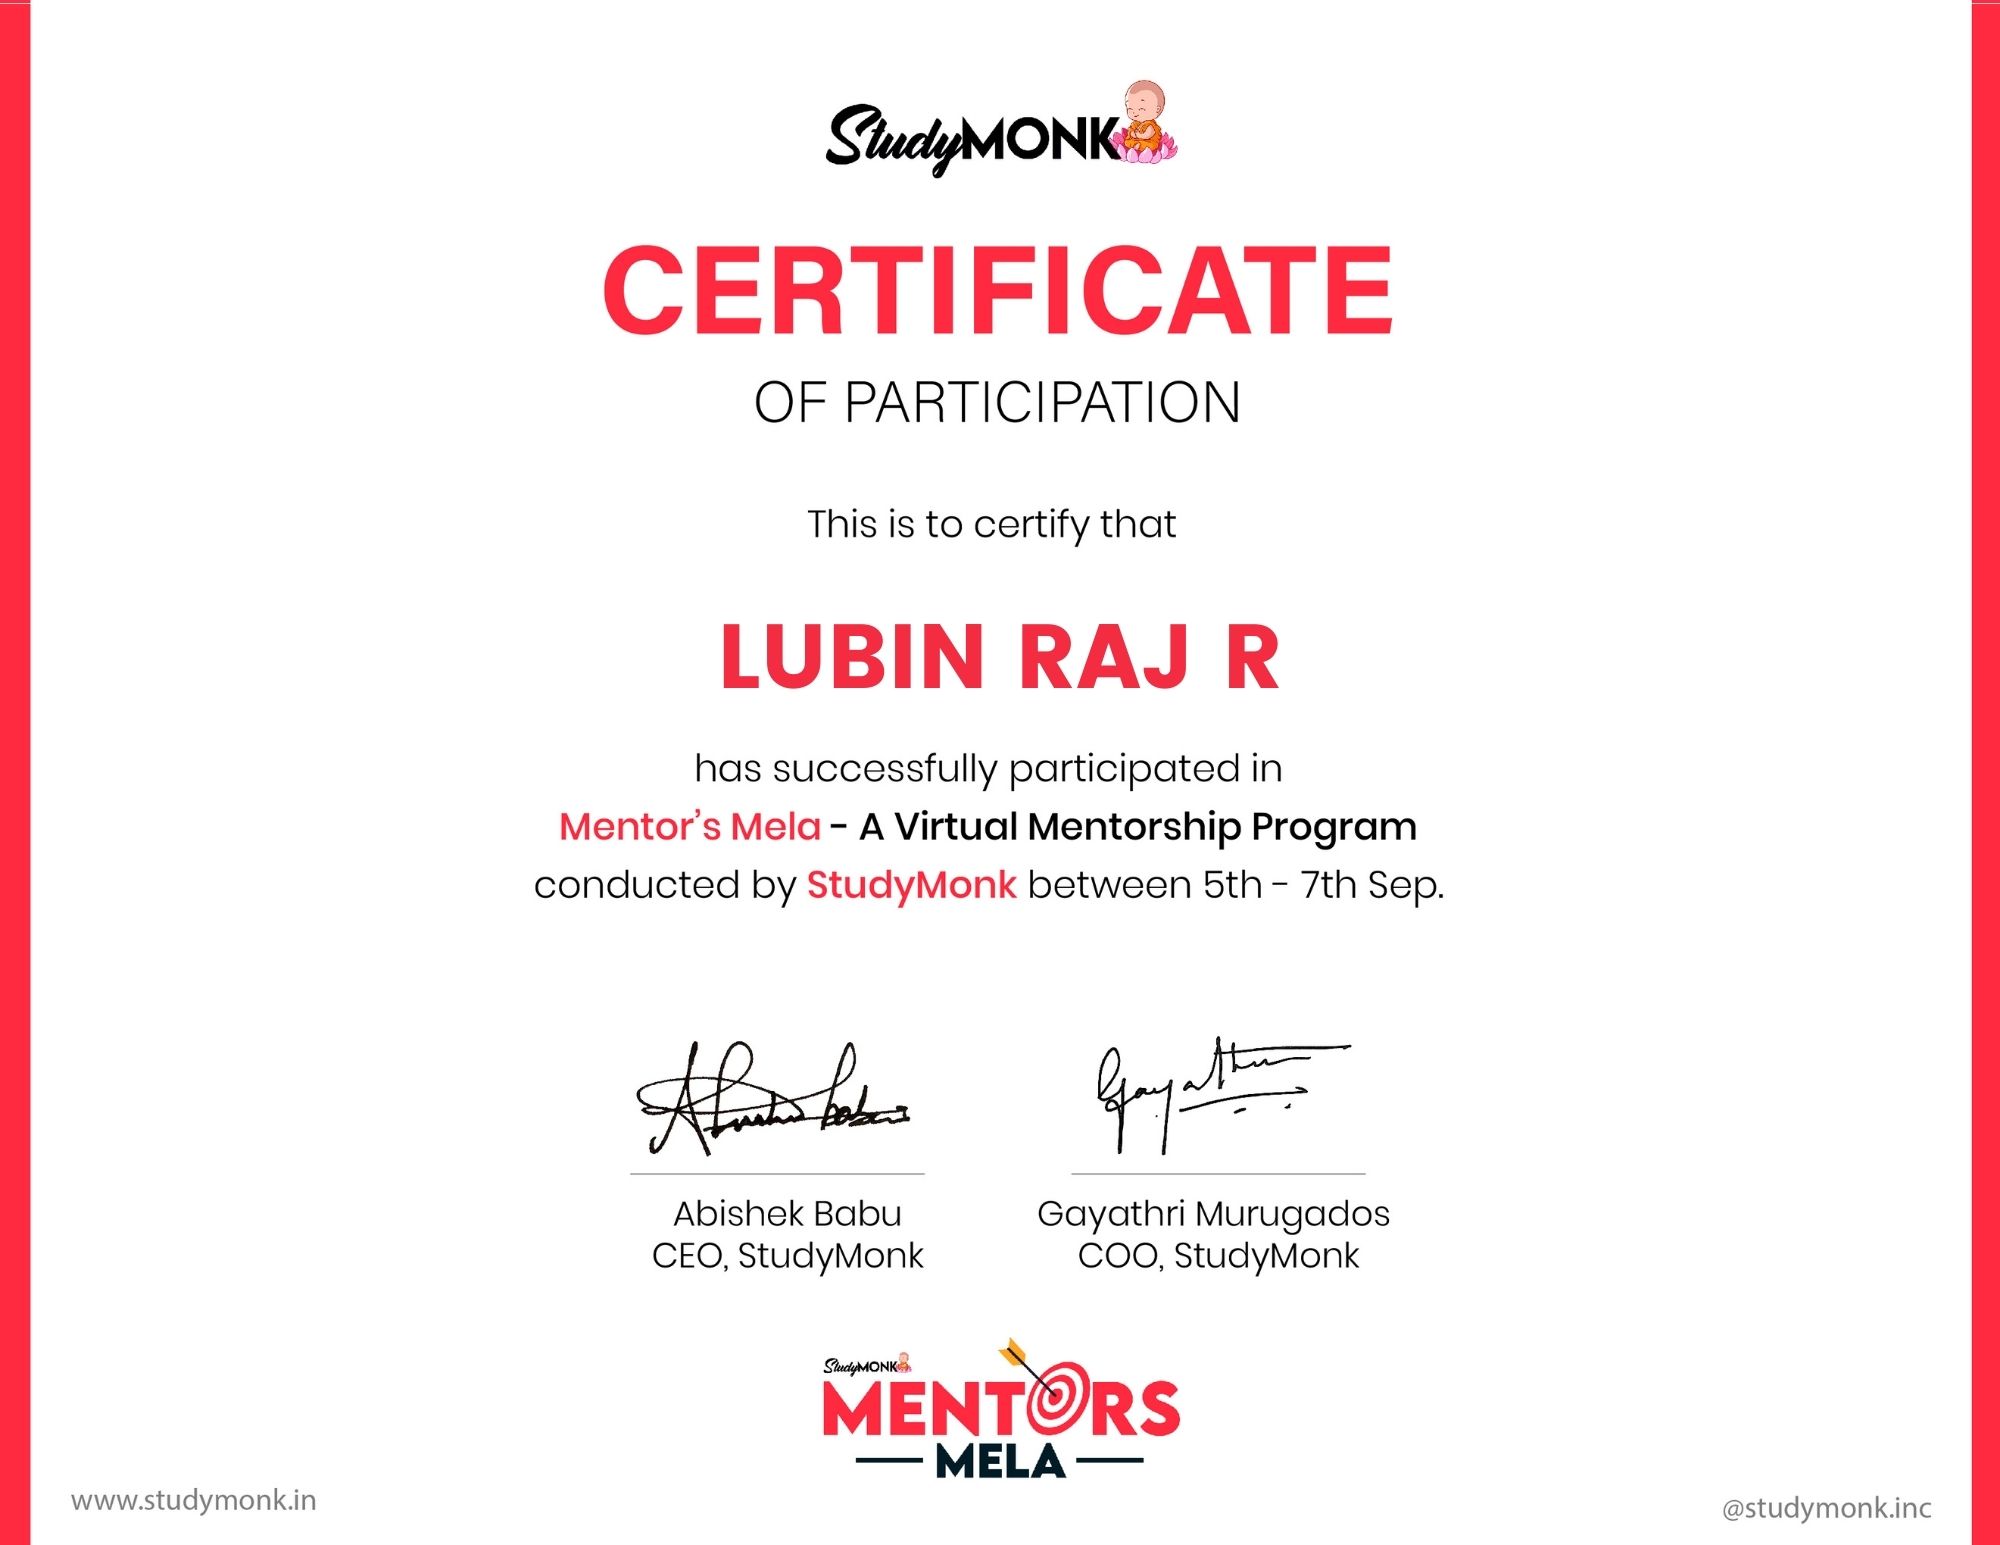 StudyMONK
CERTIFICATE
OF PARTICIPATION
This is to certify that
LUBIN RAJ R
has successfully participated in
Mentor’s Mela - A Virtual Mentorship Program
conducted by StudyMonk between 5th - 7th Sep.
Abishek Babu
CEO, StudyMonk
Gayathri Murugados
COO, StudyMonk
StudyMONK
MENTORS
MELA
www.studymonk.in
@studymonk.inc